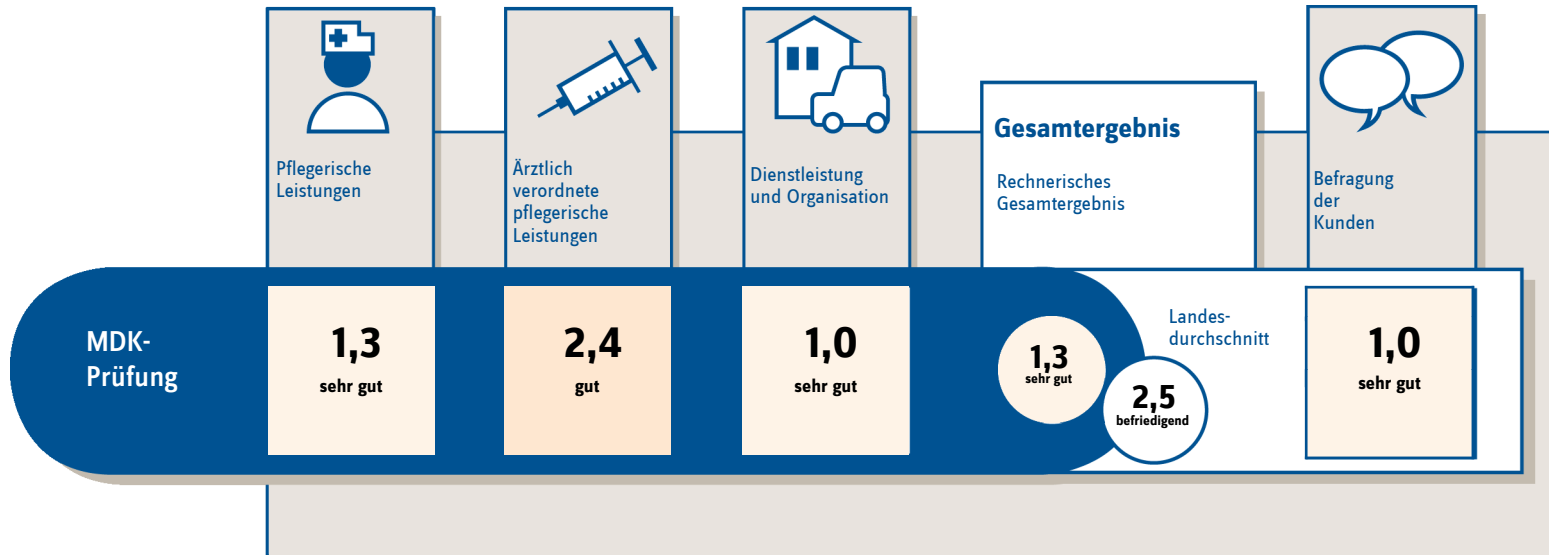 Pflegerische
Leistungen
Ärztlich
verordnete
pflegerische
Leistungen
Dienstleistung
und Organisation
Gesamtergebnis
Rechnerisches
Gesamtergebnis
Befragung
der
Kunden
MDK-
Prüfung
1,3
sehr gut
2,4
gut
1,0
sehr gut
1,3
sehr gut
Landes-
durchschnitt
2,5
befriedigend
1,0
sehr gut